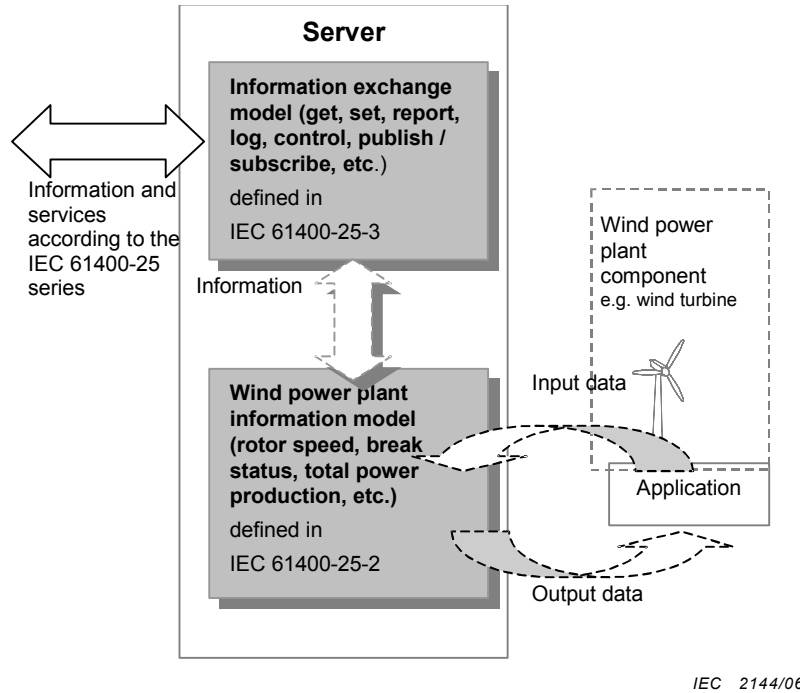 Server
Information exchange
model (get, set, report,
log, control, publish /
subscribe, etc.)
defined in
IEC 61400-25-3
Information and
services
according to the
IEC 61400-25
series
Information
Wind power
plant
component
e.g. wind turbine
Wind power plant
information model
(rotor speed, break
status, total power
production, etc.)
defined in
IEC 61400-25-2
Input data
Application
Output data
IEC 2144/06